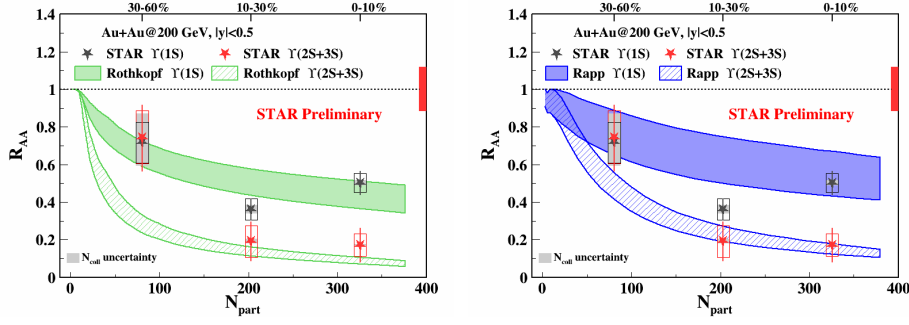 30-60% 10-30% 0-10%
1.4
Au+Au@200 GeV, |y|<0.5
STAR ϒ(1S) STAR ϒ(2S+3S)
1.2
Rothkopf ϒ(1S) Rothkopf ϒ(2S+3S)
1
STAR Preliminary
0.8
R_AA
0.6
0.4
0.2
N_coll uncertainty
0
0 100 200 300 400
N_part
30-60% 10-30% 0-10%
1.4
Au+Au@200 GeV, |y|<0.5
STAR ϒ(1S) STAR ϒ(2S+3S)
1.2
Rapp ϒ(1S) Rapp ϒ(2S+3S)
1
STAR Preliminary
0.8
R_AA
0.6
0.4
0.2
N_coll uncertainty
0
0 100 200 300 400
N_part